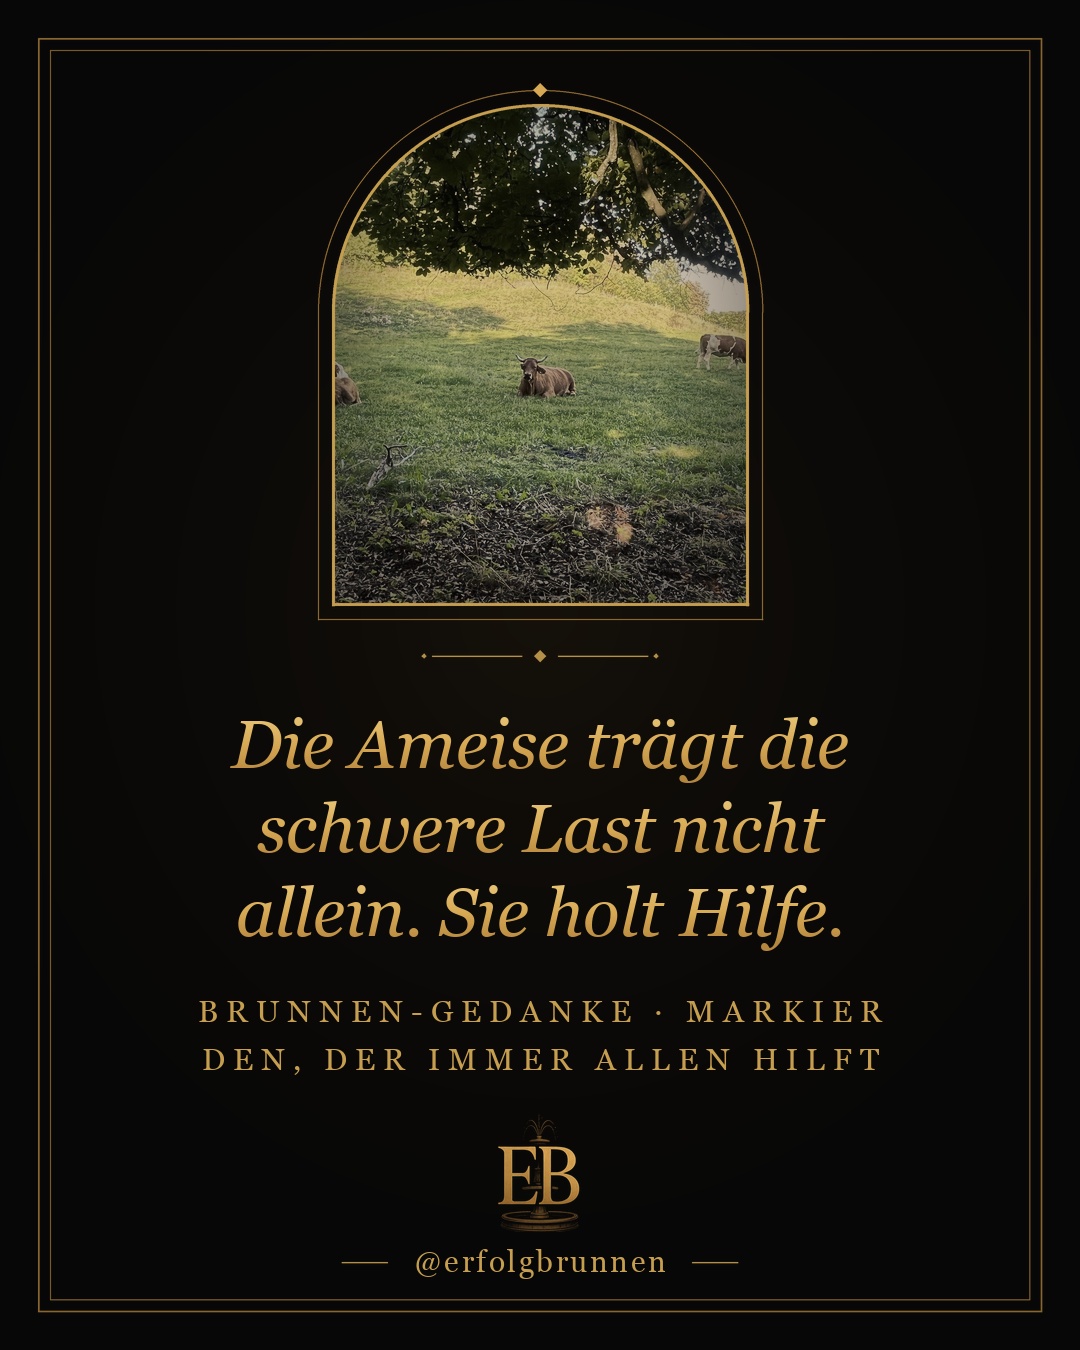 Die Ameise trägt die
schwere Last nicht
allein. Sie holt Hilfe.
BRUNNEN-GEDANKE · MARKIER
DEN, DER IMMER ALLEN HILFT
EB
@erfolgbrunnen